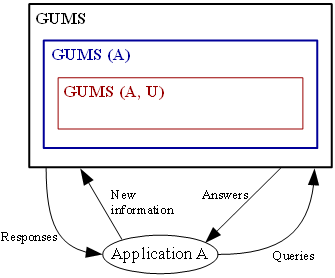 GUMS
GUMS (A)
GUMS (A, U)
New
information
Answers
Responses
Application A
Queries